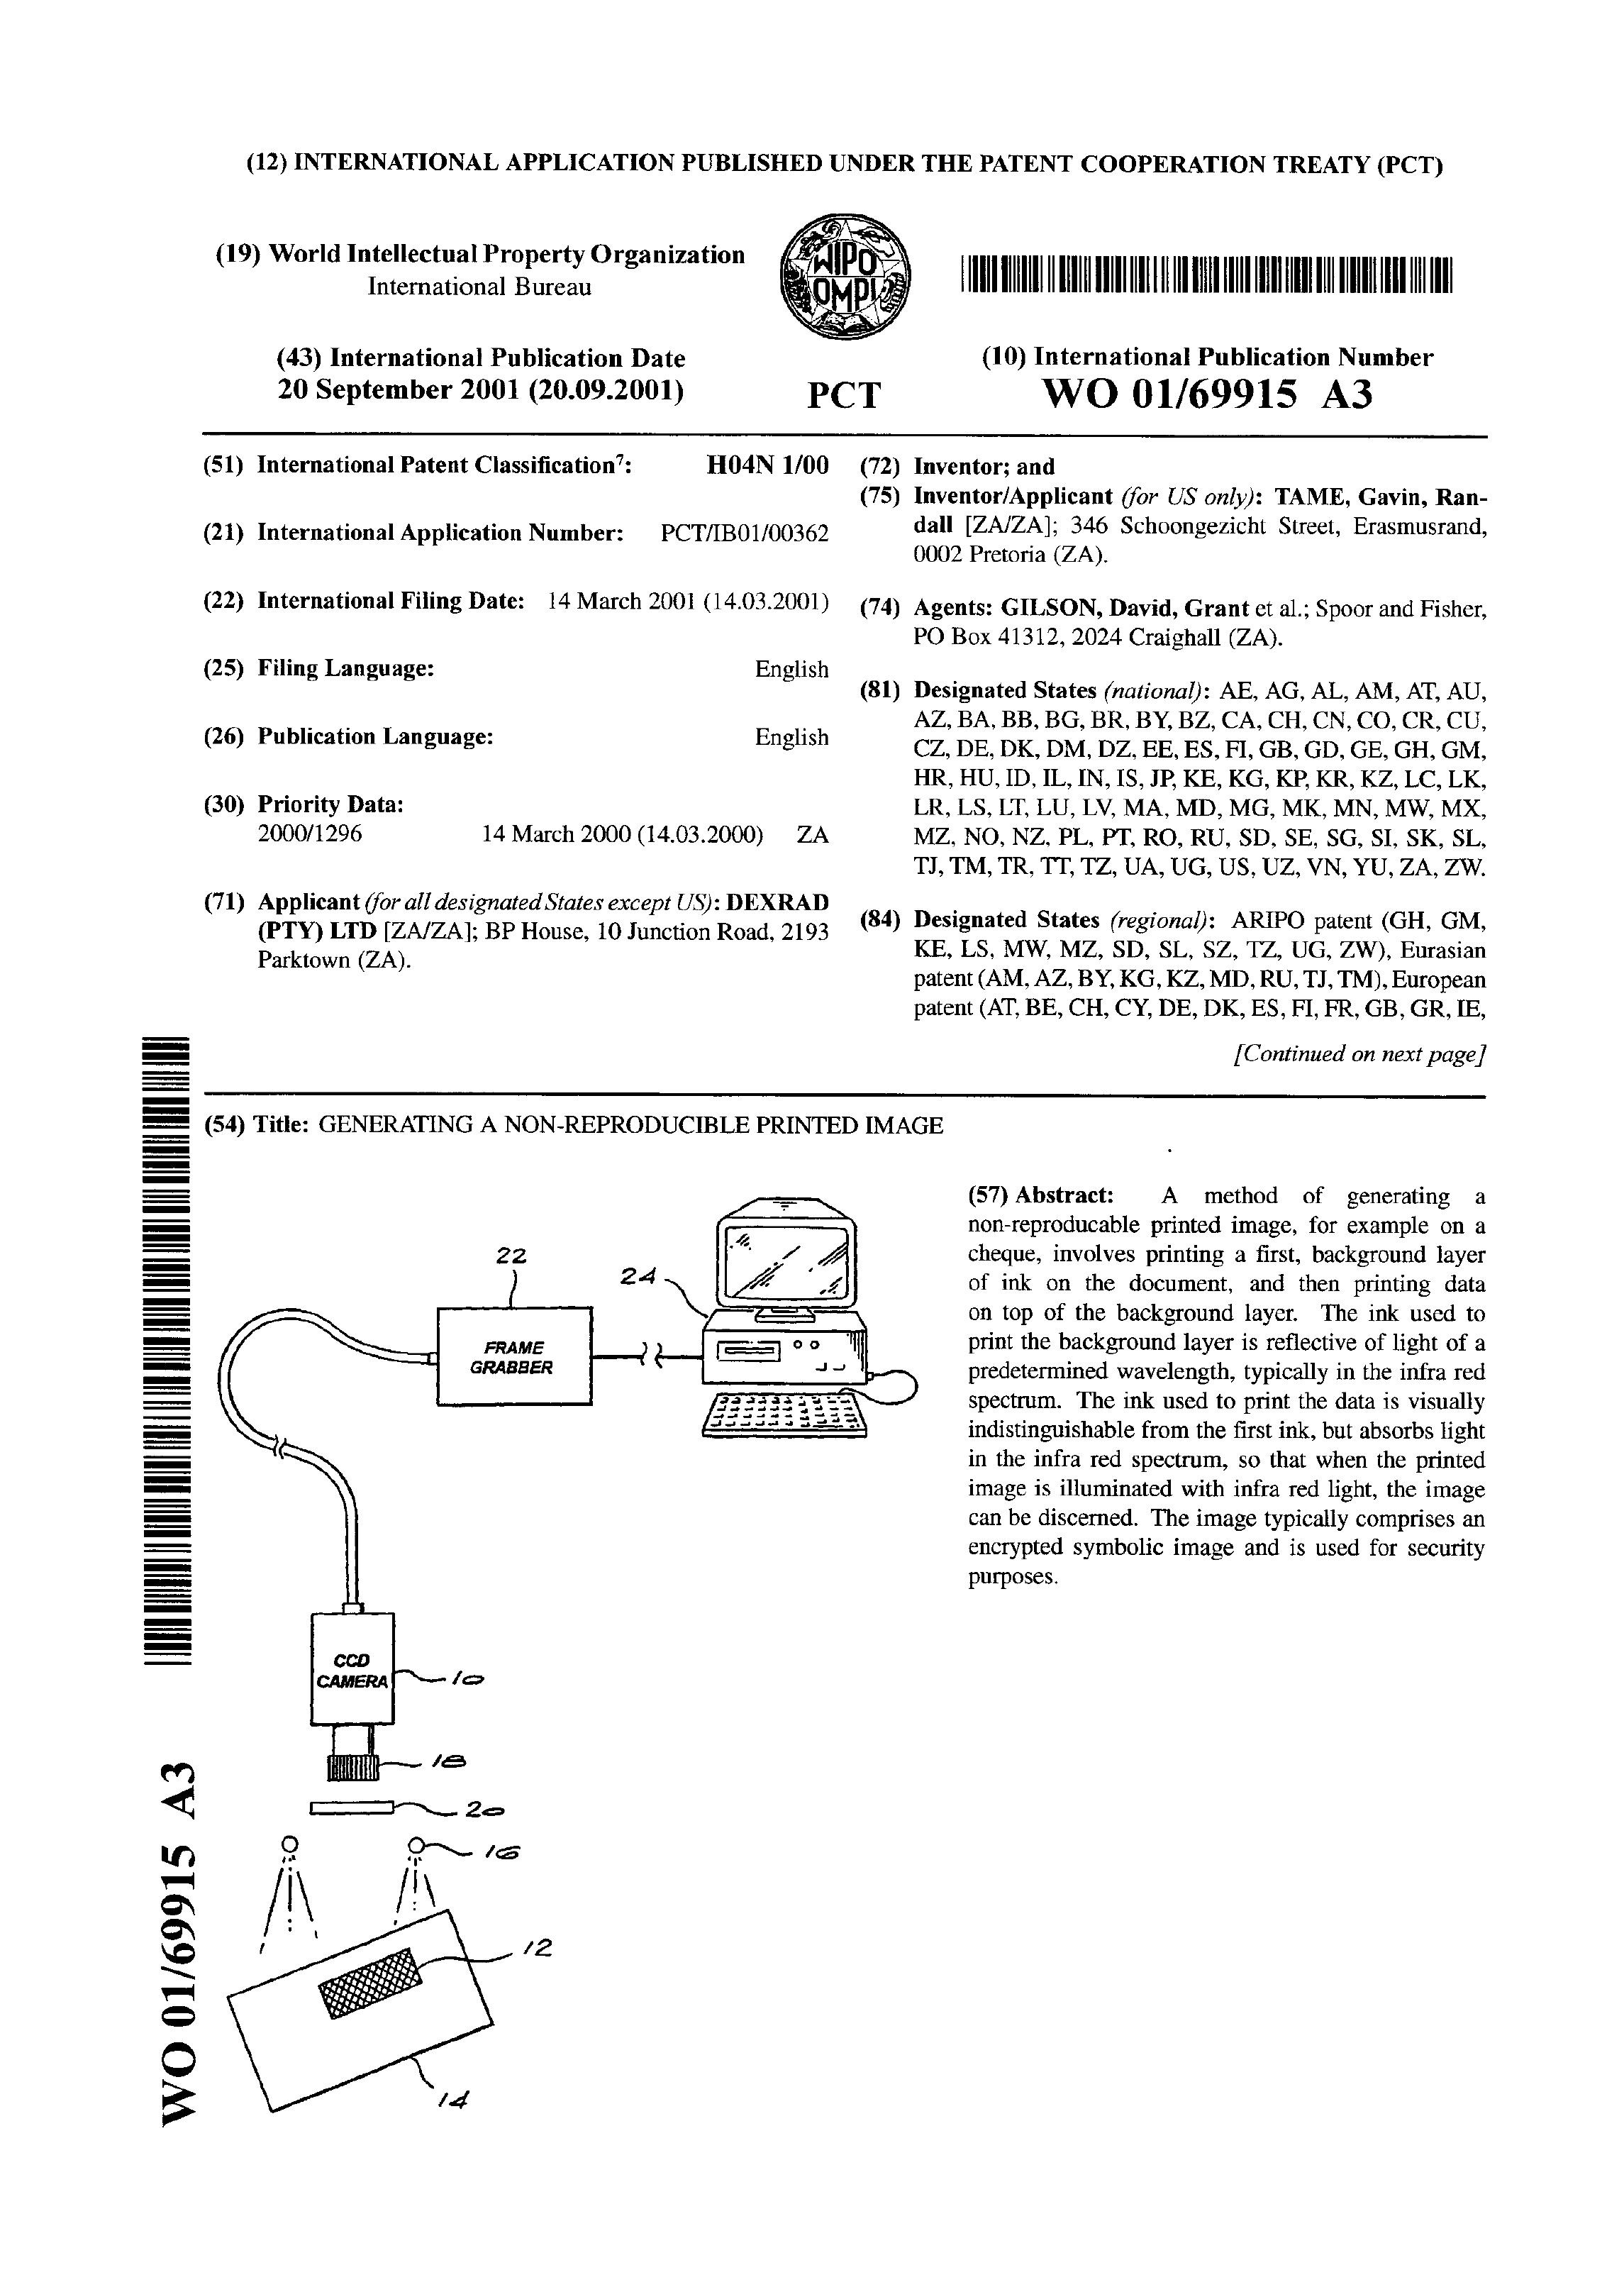 (12) INTERNATIONAL APPLICATION PUBLISHED UNDER THE PATENT COOPERATION TREATY (PCT)
(19) World Intellectual Property Organization
International Bureau
WIPO
OMPI
(43) International Publication Date
20 September 2001 (20.09.2001)
PCT
(10) International Publication Number
WO 01/69915 A3
(51) International Patent Classification7: H04N 1/00
(21) International Application Number: PCT/IB01/00362
(22) International Filing Date: 14 March 2001 (14.03.2001)
(25) Filing Language: English
(26) Publication Language: English
(30) Priority Data:
2000/1296 14 March 2000 (14.03.2000) ZA
(71) Applicant (for all designated States except US): DEXRAD
(PTY) LTD [ZA/ZA]; BP House, 10 Junction Road, 2193
Parktown (ZA).
(72) Inventor; and
(75) Inventor/Applicant (for US only): TAME, Gavin, Ran-
dall [ZA/ZA]; 346 Schoongezicht Street, Erasmusrand,
0002 Pretoria (ZA).
(74) Agents: GILSON, David, Grant et al.; Spoor and Fisher,
PO Box 41312, 2024 Craighall (ZA).
(81) Designated States (national): AE, AG, AL, AM, AT, AU,
AZ, BA, BB, BG, BR, BY, BZ, CA, CH, CN, CO, CR, CU,
CZ, DE, DK, DM, DZ, EE, ES, FI, GB, GD, GE, GH, GM,
HR, HU, ID, IL, IN, IS, JP, KE, KG, KP, KR, KZ, LC, LK,
LR, LS, LT, LU, LV, MA, MD, MG, MK, MN, MW, MX,
MZ, NO, NZ, PL, PT, RO, RU, SD, SE, SG, SI, SK, SL,
TJ, TM, TR, TT, TZ, UA, UG, US, UZ, VN, YU, ZA, ZW.
(84) Designated States (regional): ARIPO patent (GH, GM,
KE, LS, MW, MZ, SD, SL, SZ, TZ, UG, ZW), Eurasian
patent (AM, AZ, BY, KG, KZ, MD, RU, TJ, TM), European
patent (AT, BE, CH, CY, DE, DK, ES, FI, FR, GB, GR, IE,
[Continued on next page]
(54) Title: GENERATING A NON-REPRODUCIBLE PRINTED IMAGE
(57) Abstract: A method of generating a
non-reproducable printed image, for example on a
cheque, involves printing a first, background layer
of ink on the document, and then printing data
on top of the background layer. The ink used to
print the background layer is reflective of light of a
predetermined wavelength, typically in the infra red
spectrum. The ink used to print the data is visually
indistinguishable from the first ink, but absorbs light
in the infra red spectrum, so that when the printed
image is illuminated with infra red light, the image
can be discerned. The image typically comprises an
encrypted symbolic image and is used for security
purposes.
22
24
FRAME
GRABBER
CCD
CAMERA
10
18
20
16
12
14
WO 01/69915 A3